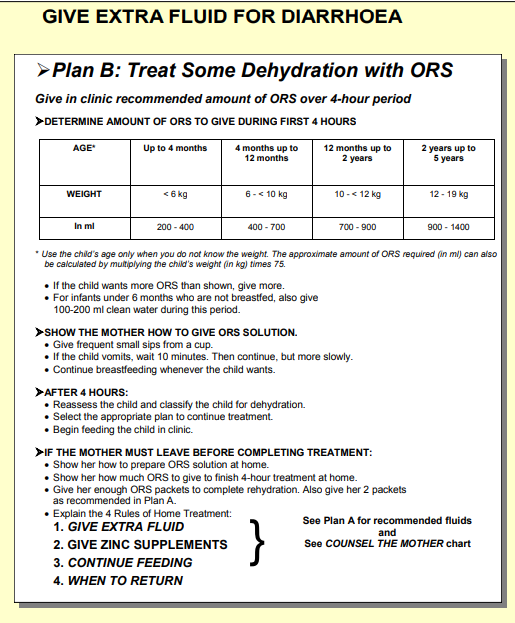 GIVE EXTRA FLUID FOR DIARRHOEA
➢Plan B: Treat Some Dehydration with ORS
Give in clinic recommended amount of ORS over 4-hour period
➢DETERMINE AMOUNT OF ORS TO GIVE DURING FIRST 4 HOURS
AGE* Up to 4 months 4 months up to 12 months 12 months up to 2 years 2 years up to 5 years
WEIGHT < 6 kg 6 - < 10 kg 10 - < 12 kg 12 - 19 kg
In ml 200 - 400 400 - 700 700 - 900 900 - 1400
* Use the child's age only when you do not know the weight. The approximate amount of ORS required (in ml) can also
be calculated by multiplying the child's weight (in kg) times 75.
• If the child wants more ORS than shown, give more.
• For infants under 6 months who are not breastfed, also give
100-200 ml clean water during this period.
➢SHOW THE MOTHER HOW TO GIVE ORS SOLUTION.
• Give frequent small sips from a cup.
• If the child vomits, wait 10 minutes. Then continue, but more slowly.
• Continue breastfeeding whenever the child wants.
➢AFTER 4 HOURS:
• Reassess the child and classify the child for dehydration.
• Select the appropriate plan to continue treatment.
• Begin feeding the child in clinic.
➢IF THE MOTHER MUST LEAVE BEFORE COMPLETING TREATMENT:
• Show her how to prepare ORS solution at home.
• Show her how much ORS to give to finish 4-hour treatment at home.
• Give her enough ORS packets to complete rehydration. Also give her 2 packets
as recommended in Plan A.
• Explain the 4 Rules of Home Treatment:
1. GIVE EXTRA FLUID
2. GIVE ZINC SUPPLEMENTS
3. CONTINUE FEEDING
4. WHEN TO RETURN
See Plan A for recommended fluids
and
See COUNSEL THE MOTHER chart